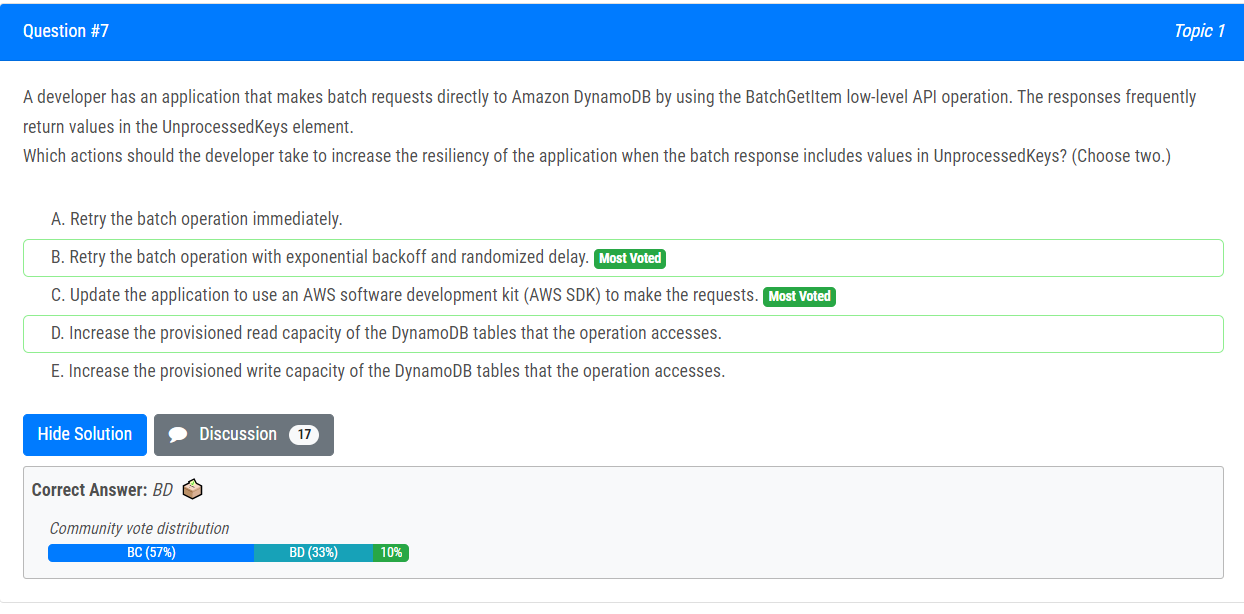 Question #7
Topic 1
A developer has an application that makes batch requests directly to Amazon DynamoDB by using the BatchGetItem low-level API operation. The responses frequently
return values in the UnprocessedKeys element.
Which actions should the developer take to increase the resiliency of the application when the batch response includes values in UnprocessedKeys? (Choose two.)
A. Retry the batch operation immediately.
B. Retry the batch operation with exponential backoff and randomized delay. Most Voted
C. Update the application to use an AWS software development kit (AWS SDK) to make the requests. Most Voted
D. Increase the provisioned read capacity of the DynamoDB tables that the operation accesses.
E. Increase the provisioned write capacity of the DynamoDB tables that the operation accesses.
Hide Solution
Discussion 17
Correct Answer: BD
Community vote distribution
BC (57%) BD (33%) 10%